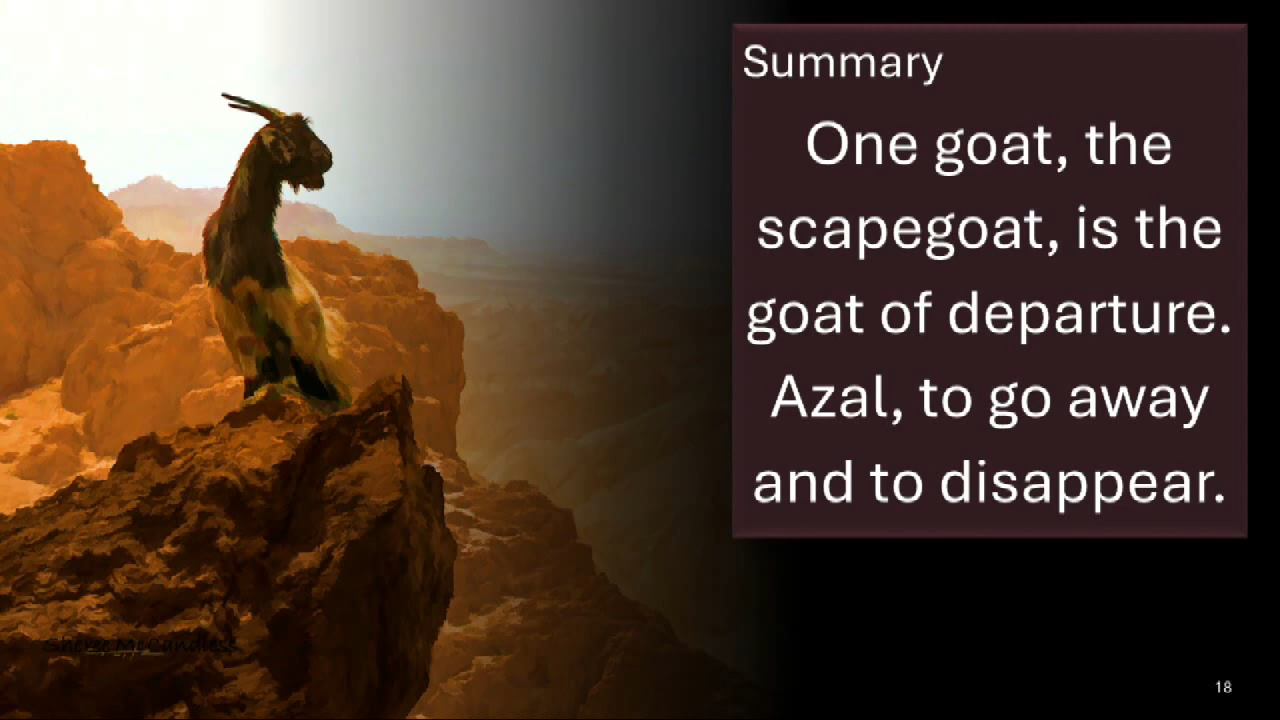 Summary
One goat, the
scapegoat, is the
goat of departure.
Azal, to go away
and to disappear.
18